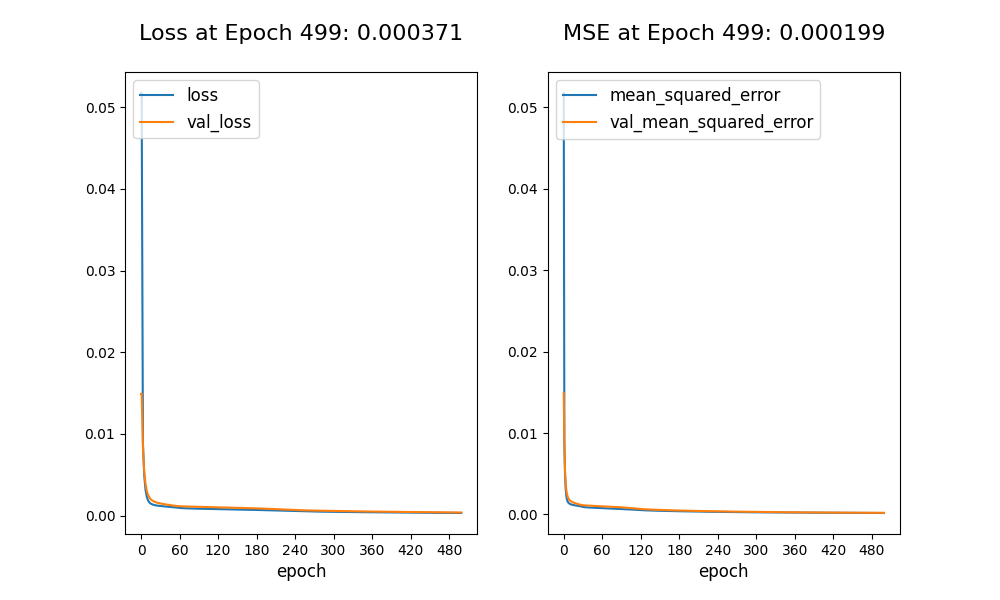 Loss at Epoch 499: 0.000371
loss
val_loss
0.05
0.04
0.03
0.02
0.01
0.00
0 60 120 180 240 300 360 420 480
epoch
MSE at Epoch 499: 0.000199
mean_squared_error
val_mean_squared_error
0.05
0.04
0.03
0.02
0.01
0.00
0 60 120 180 240 300 360 420 480
epoch